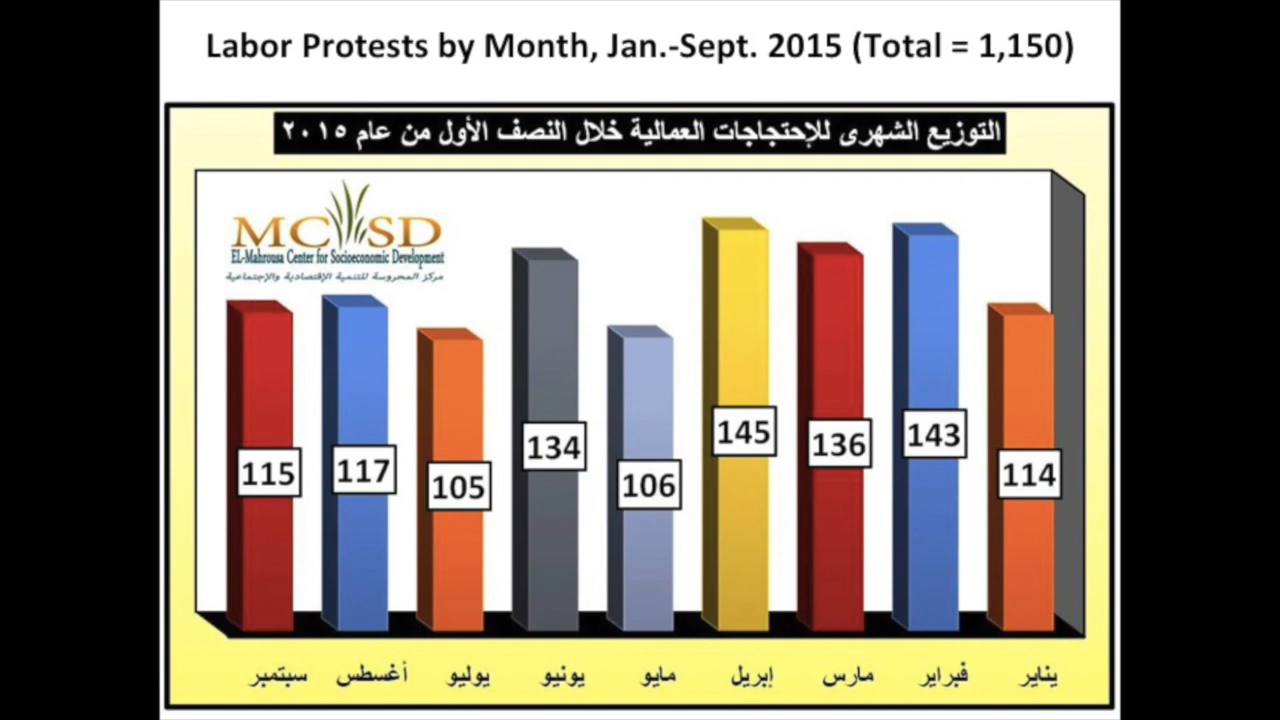 Labor Protests by Month, Jan.-Sept. 2015 (Total = 1,150)
التوزيع الشهرى للإحتجاجات العمالية خلال النصف الأول من عام ٢٠١٥
MCSD
EL-Mahrousa Center for Socioeconomic Development
مركز المحروسة للتنمية الإقتصادية والإجتماعية
115 117 105 134 106 145 136 143 114
يناير فبراير مارس إبريل مايو يونيو يوليو أغسطس سبتمبر